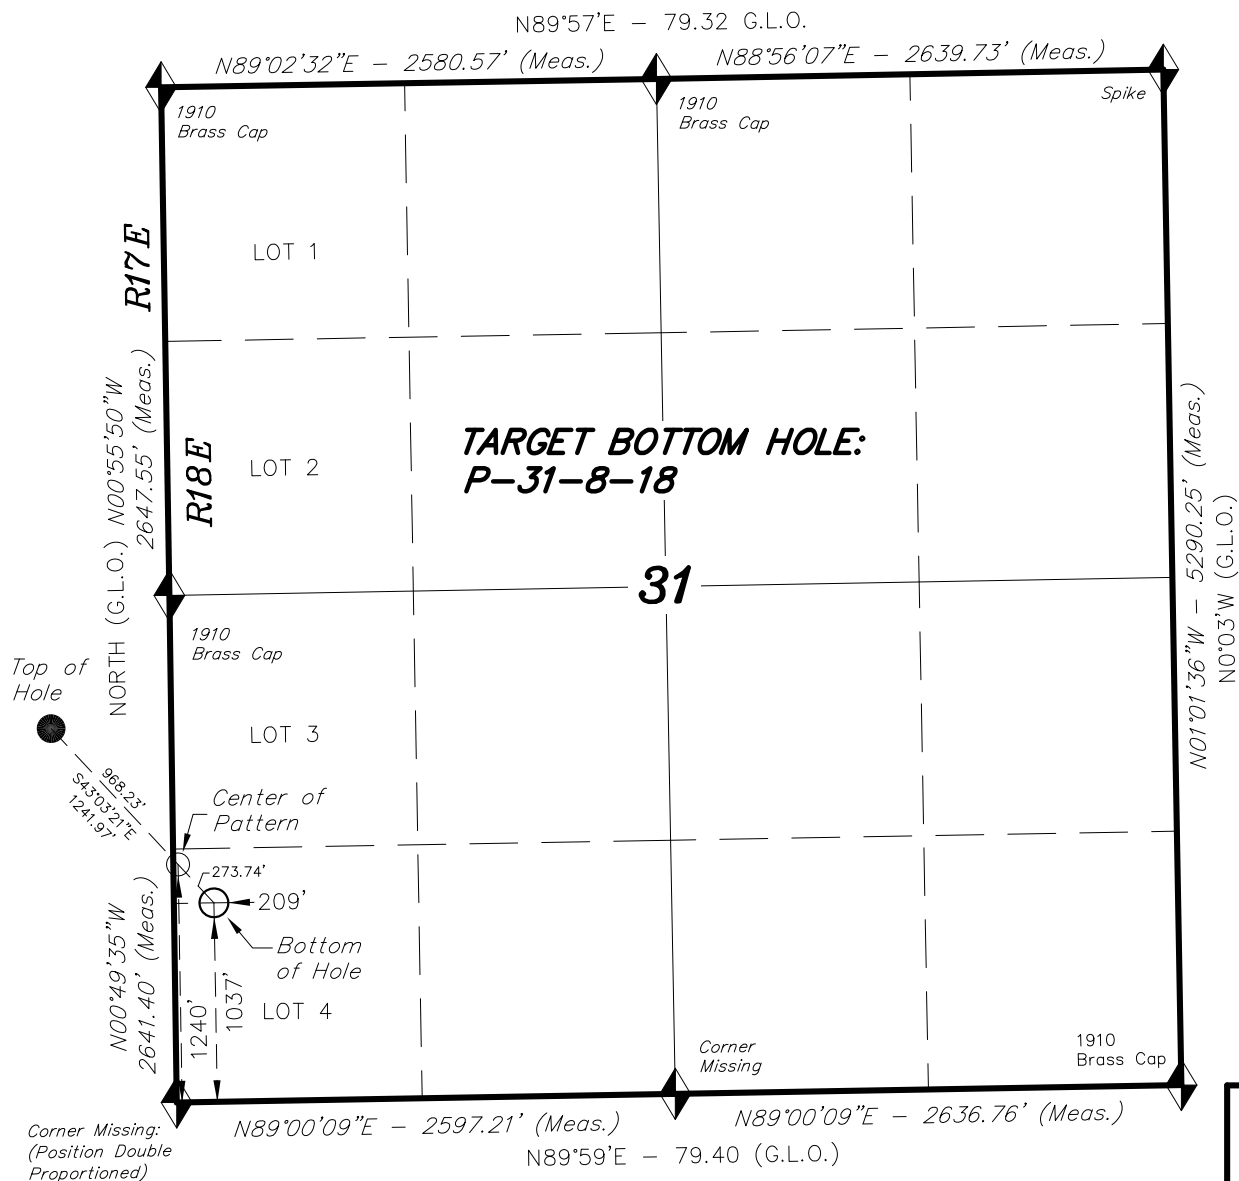 N89°57'E - 79.32 G.L.O.
N89°02'32"E - 2580.57' (Meas.)
N88°56'07"E - 2639.73' (Meas.)
1910
Brass Cap
1910
Brass Cap
Spike
R17E
LOT 1
NORTH (G.L.O.)
N00°55'50"W
2647.55' (Meas.)
R18E
LOT 2
TARGET BOTTOM HOLE:
P-31-8-18
N01°01'36"W - 5290.25' (Meas.)
N0°03'W (G.L.O.)
31
1910
Brass Cap
Top of
Hole
LOT 3
968.23'
S43°03'21"E
1241.97'
Center of
Pattern
273.74'
209'
Bottom
of Hole
N00°49'35"W
2641.40' (Meas.)
1240'
1037'
LOT 4
Corner
Missing
1910
Brass Cap
Corner Missing:
(Position Double
Proportioned)
N89°00'09"E - 2597.21' (Meas.)
N89°00'09"E - 2636.76' (Meas.)
N89°59'E - 79.40 (G.L.O.)